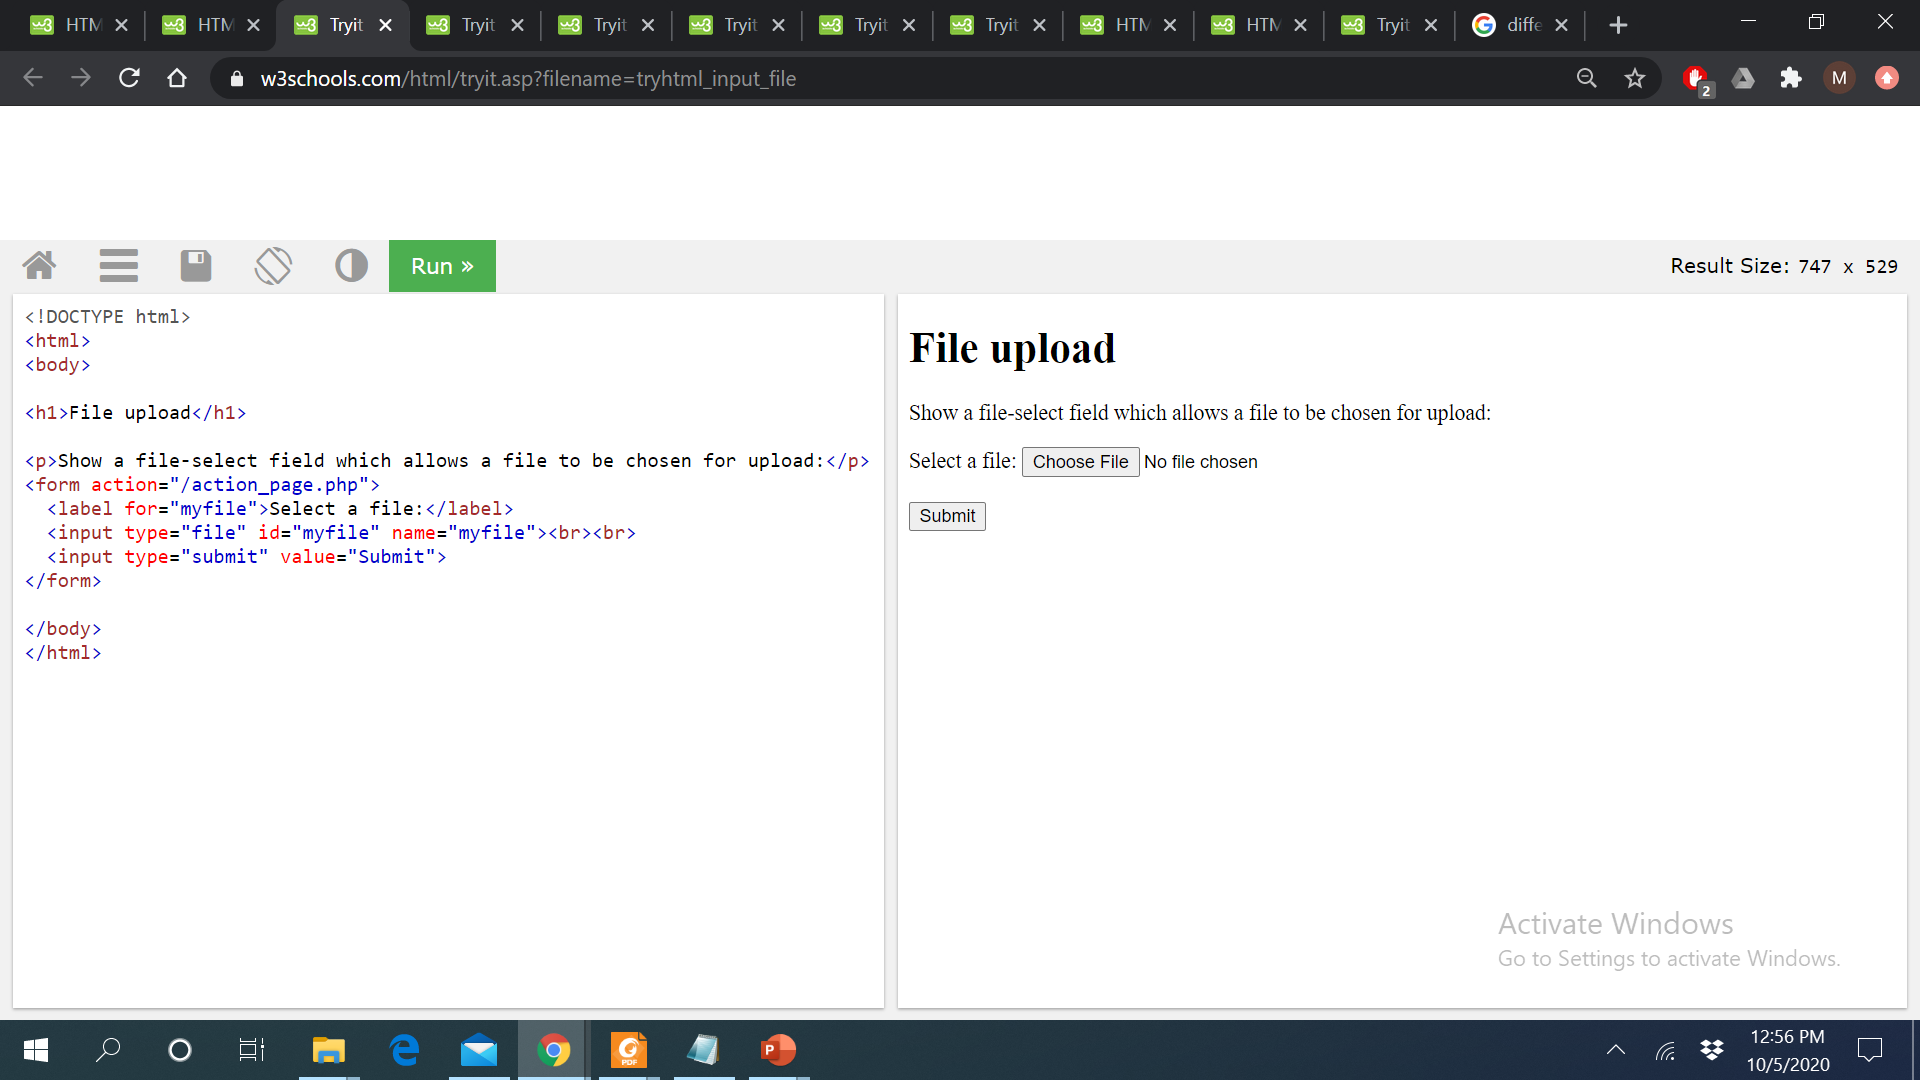 HTM
HTM
Tryit
Tryit
Tryit
Tryit
Tryit
Tryit
HTM
HTM
Tryit
diffe
w3schools.com/html/tryit.asp?filename=tryhtml_input_file
2
M
Run »
Result Size: 747 x 529
<!DOCTYPE html>
<html>
<body>
<h1>File upload</h1>
<p>Show a file-select field which allows a file to be chosen for upload:</p>
<form action="/action_page.php">
<label for="myfile">Select a file:</label>
<input type="file" id="myfile" name="myfile"><br><br>
<input type="submit" value="Submit">
</form>
</body>
</html>
File upload
Show a file-select field which allows a file to be chosen for upload:
Select a file: Choose File No file chosen
Submit
Activate Windows
Go to Settings to activate Windows.
PDF
P
12:56 PM
10/5/2020